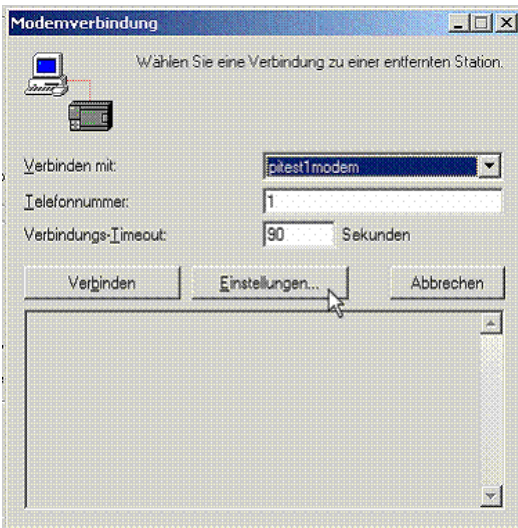 Modemverbindung
Wählen Sie eine Verbindung zu einer entfernten Station.
Verbinden mit: pitest1modem
Telefonnummer: 1
Verbindungs-Timeout: 90 Sekunden
Verbinden Einstellungen... Abbrechen